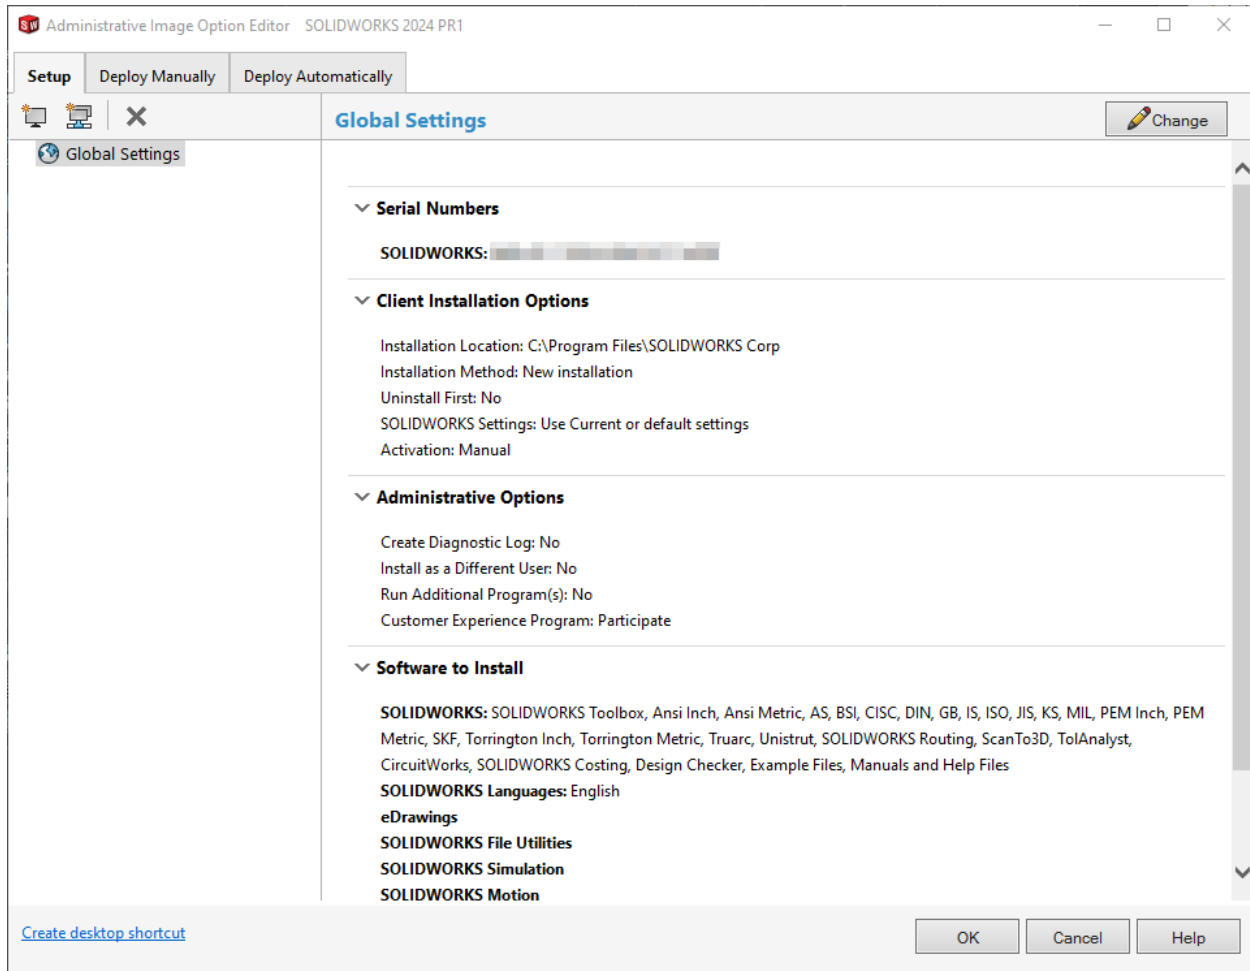 Administrative Image Option Editor SOLIDWORKS 2024 PR1
Setup
Deploy Manually
Deploy Automatically
Global Settings
Change
Global Settings
Serial Numbers
SOLIDWORKS:
Client Installation Options
Installation Location: C:\Program Files\SOLIDWORKS Corp
Installation Method: New installation
Uninstall First: No
SOLIDWORKS Settings: Use Current or default settings
Activation: Manual
Administrative Options
Create Diagnostic Log: No
Install as a Different User: No
Run Additional Program(s): No
Customer Experience Program: Participate
Software to Install
SOLIDWORKS: SOLIDWORKS Toolbox, Ansi Inch, Ansi Metric, AS, BSI, CISC, DIN, GB, IS, ISO, JIS, KS, MIL, PEM Inch, PEM
Metric, SKF, Torrington Inch, Torrington Metric, Truarc, Unistrut, SOLIDWORKS Routing, ScanTo3D, TolAnalyst,
CircuitWorks, SOLIDWORKS Costing, Design Checker, Example Files, Manuals and Help Files
SOLIDWORKS Languages: English
eDrawings
SOLIDWORKS File Utilities
SOLIDWORKS Simulation
SOLIDWORKS Motion
Create desktop shortcut
OK
Cancel
Help